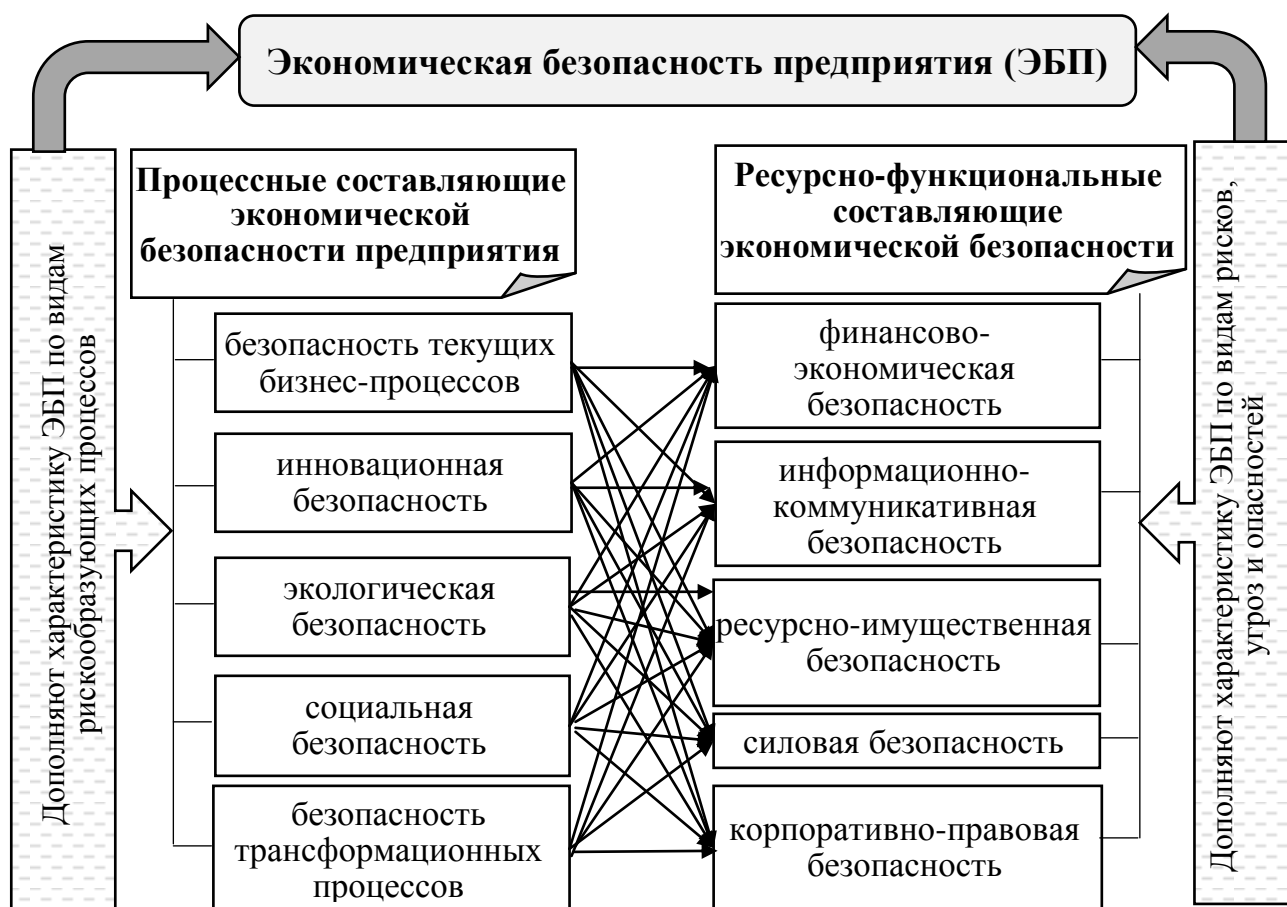 Экономическая безопасность предприятия (ЭБП)
Дополняют характеристику ЭБП по видам
рискообразующих процессов
Процессные составляющие
экономической
безопасности предприятия
безопасность текущих
бизнес-процессов
инновационная
безопасность
экологическая
безопасность
социальная
безопасность
безопасность
трансформационных
процессов
Ресурсно-функциональные
составляющие
экономической безопасности
финансово-
экономическая
безопасность
информационно-
коммуникативная
безопасность
ресурсно-имущественная
безопасность
силовая безопасность
корпоративно-правовая
безопасность
Дополняют характеристику ЭБП по видам рисков,
угроз и опасностей